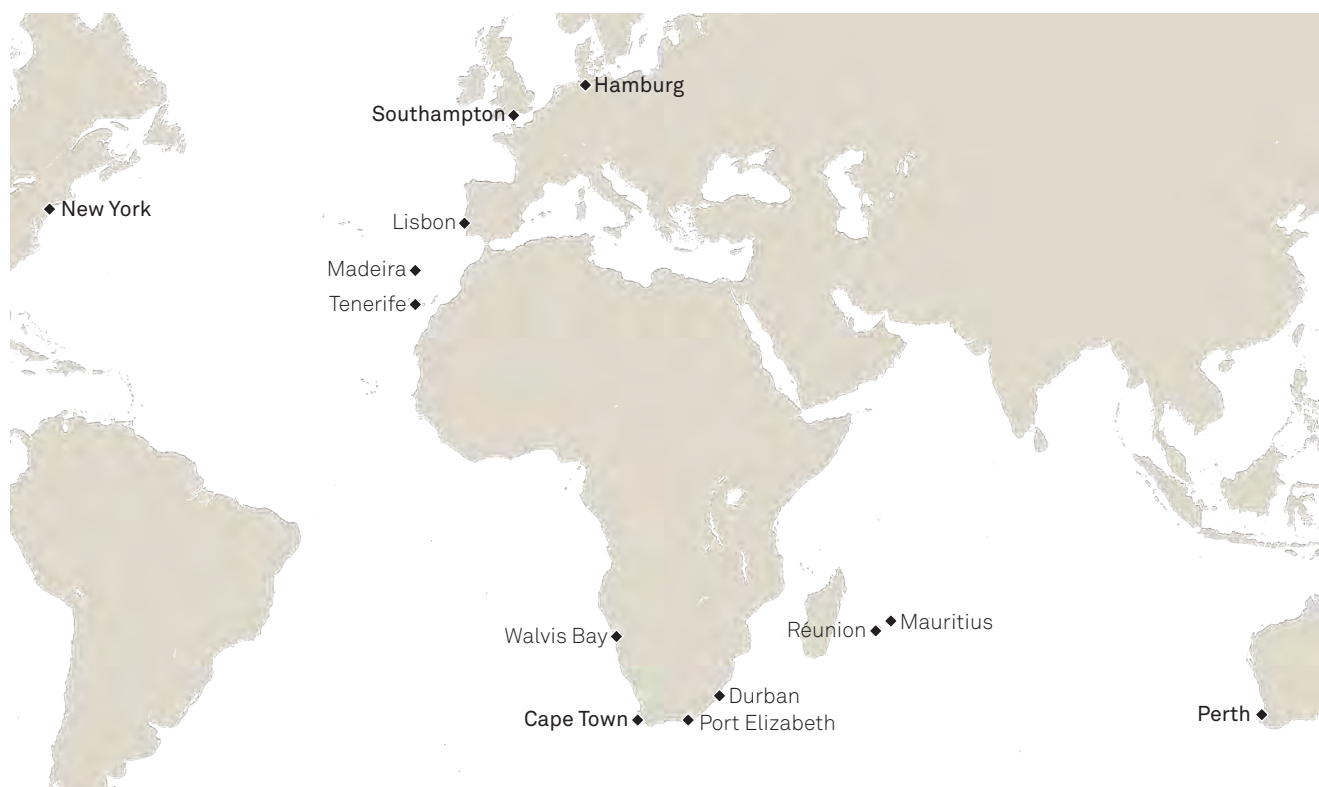 Hamburg
Southampton
New York
Lisbon
Madeira
Tenerife
Walvis Bay
Réunion
Mauritius
Durban
Cape Town
Port Elizabeth
Perth